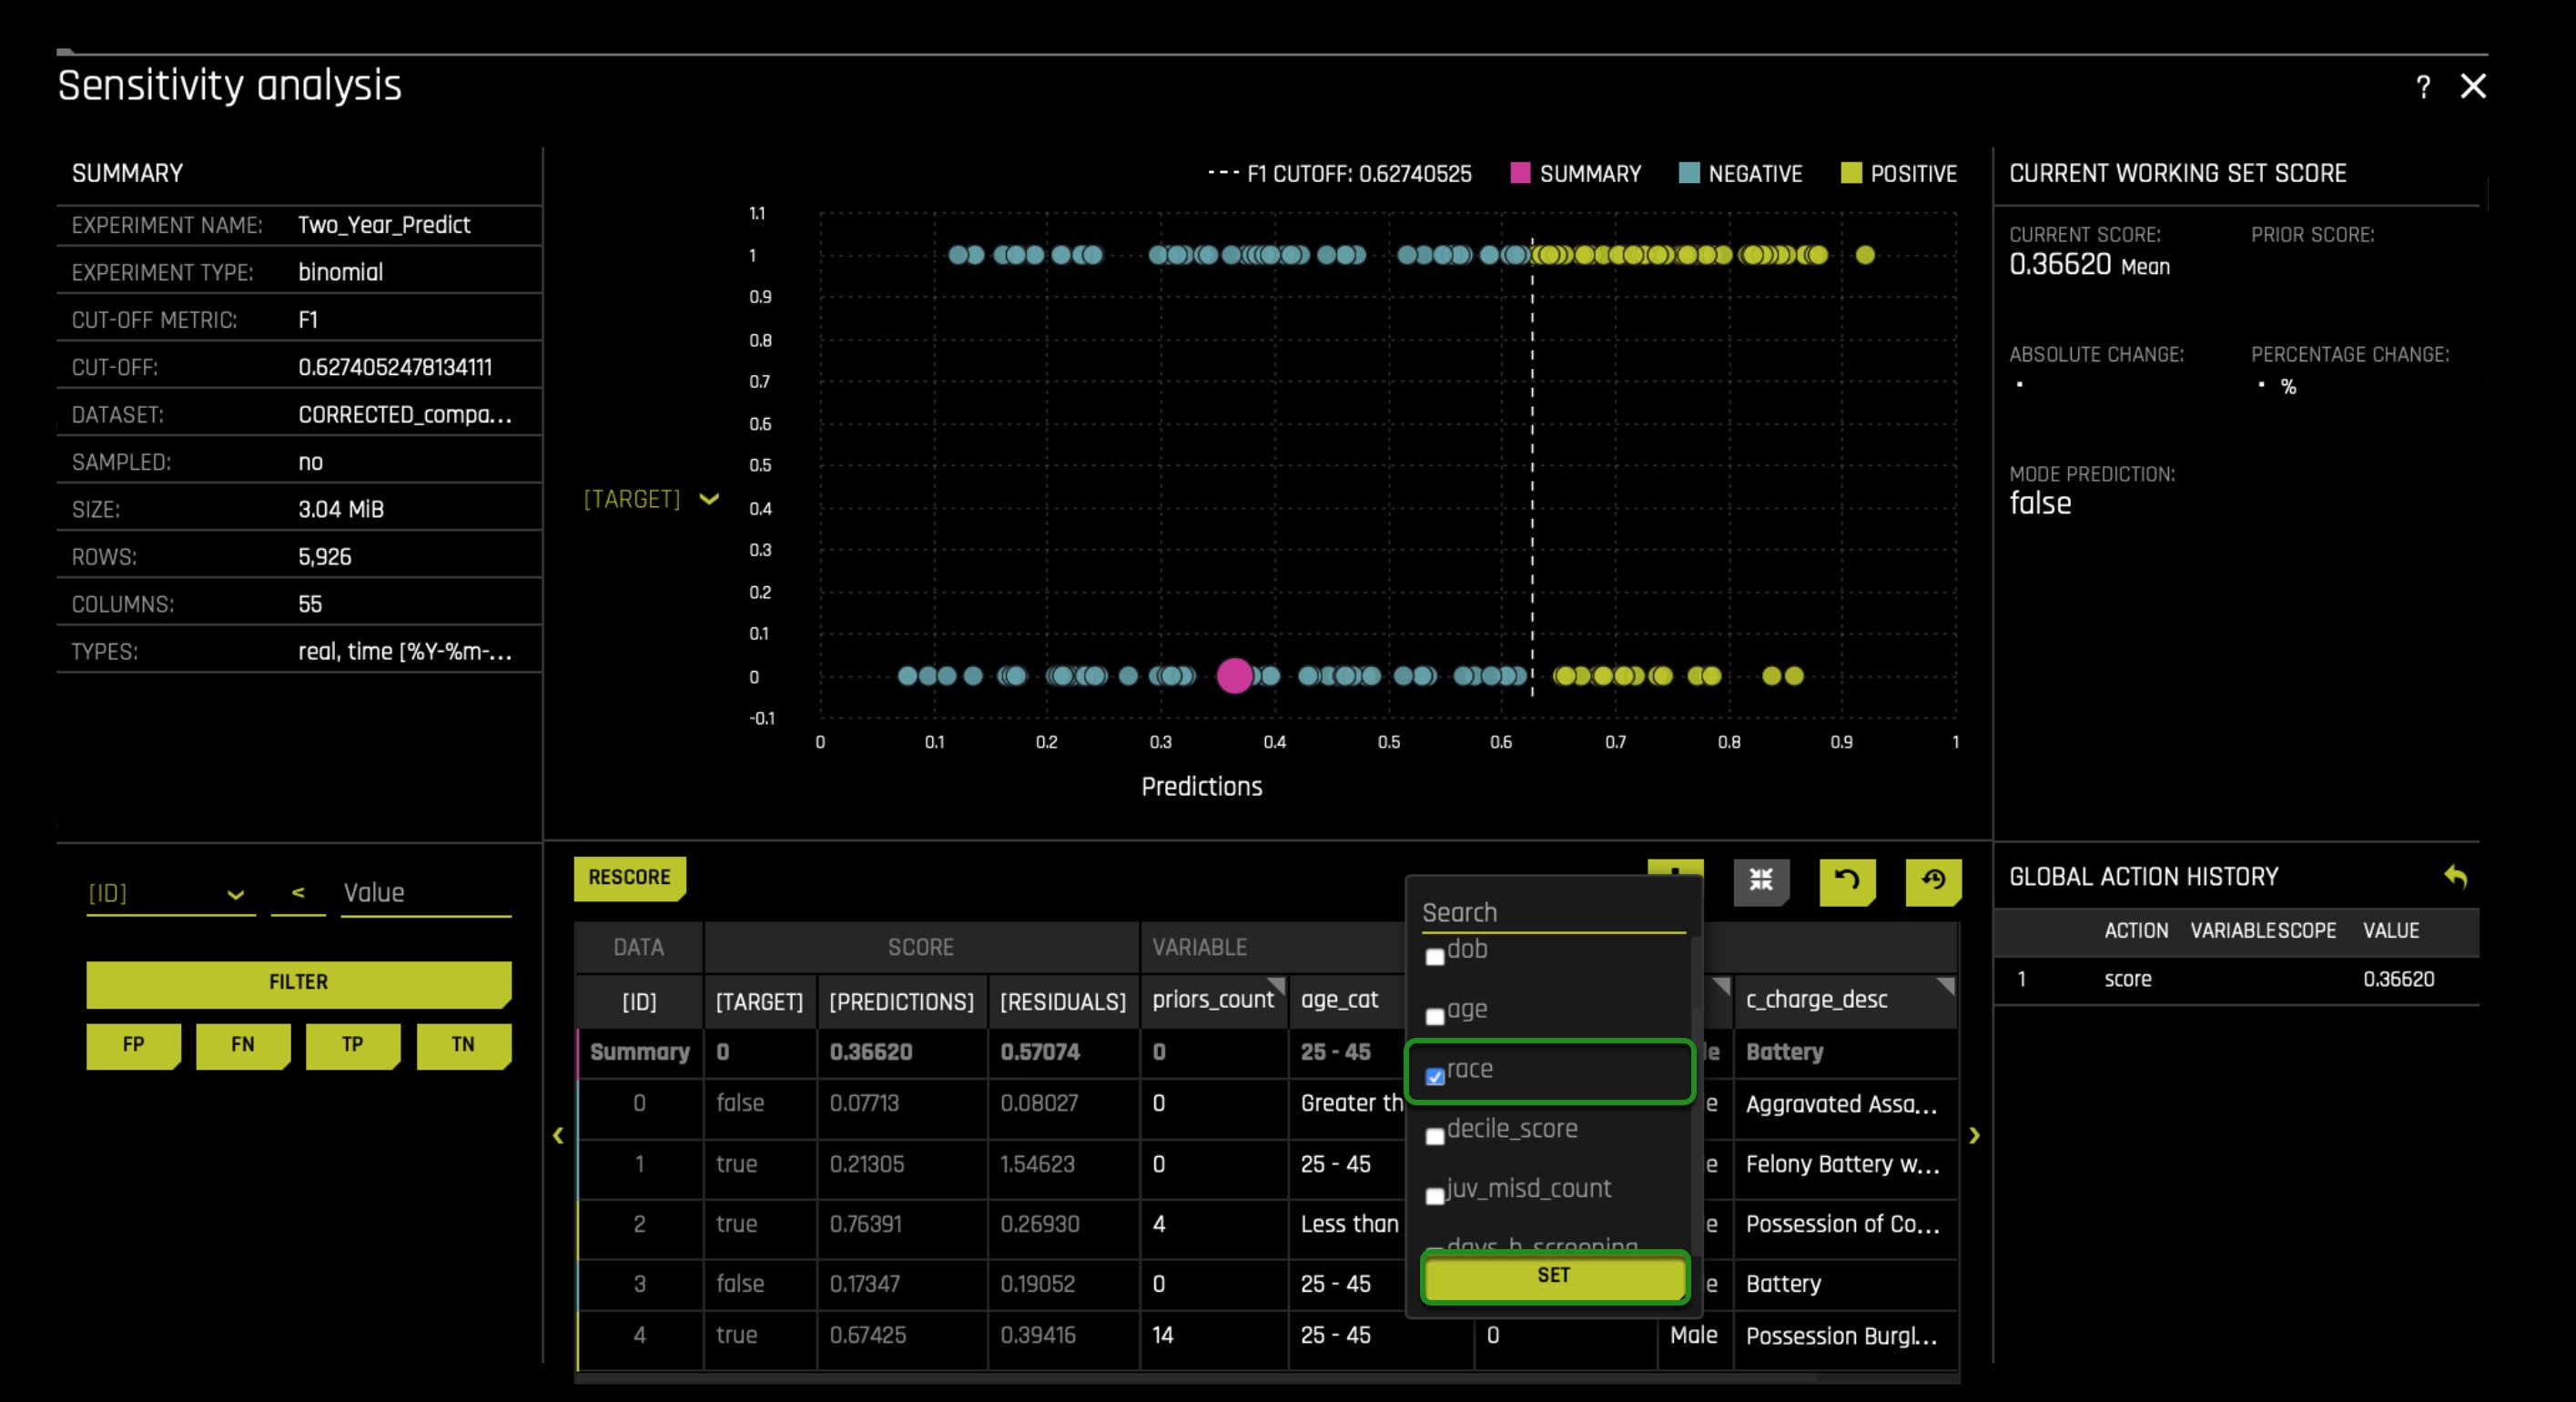 Sensitivity analysis
?
SUMMARY
EXPERIMENT NAME: Two_Year_Predict
EXPERIMENT TYPE: binomial
CUT-OFF METRIC: F1
CUT-OFF: 0.6274052478134111
DATASET: CORRECTED_compa...
SAMPLED: no
SIZE: 3.04 MiB
ROWS: 5,926
COLUMNS: 55
TYPES: real, time [%Y-%m-...
--- F1 CUTOFF: 0.62740525 SUMMARY NEGATIVE POSITIVE
[TARGET]
1.1
1
0.9
0.8
0.7
0.6
0.5
0.4
0.3
0.2
0.1
0
-0.1
0 0.1 0.2 0.3 0.4 0.5 0.6 0.7 0.8 0.9 1
Predictions
CURRENT WORKING SET SCORE
CURRENT SCORE: PRIOR SCORE:
0.36620 Mean
ABSOLUTE CHANGE: PERCENTAGE CHANGE:
%
MODE PREDICTION:
false
[ID] < Value
FILTER
FP FN TP TN
RESCORE
DATA SCORE VARIABLE
[ID] [TARGET] [PREDICTIONS] [RESIDUALS] priors_count age_cat c_charge_desc
Summary 0 0.36620 0.57074 0 25 - 45 le Battery
0 false 0.07713 0.08027 0 Greater th e Aggravated Assa...
1 true 0.21305 1.54623 0 25 - 45 e Felony Battery w...
2 true 0.76391 0.26930 4 Less than e Possession of Co...
3 false 0.17347 0.19052 0 25 - 45 e Battery
4 true 0.67425 0.39416 14 25 - 45 0 Male Possession Burgl...
Search
dob
age
race
decile_score
juv_misd_count
days_b_screening
SET
GLOBAL ACTION HISTORY
ACTION VARIABLE SCOPE VALUE
1 score 0.36620